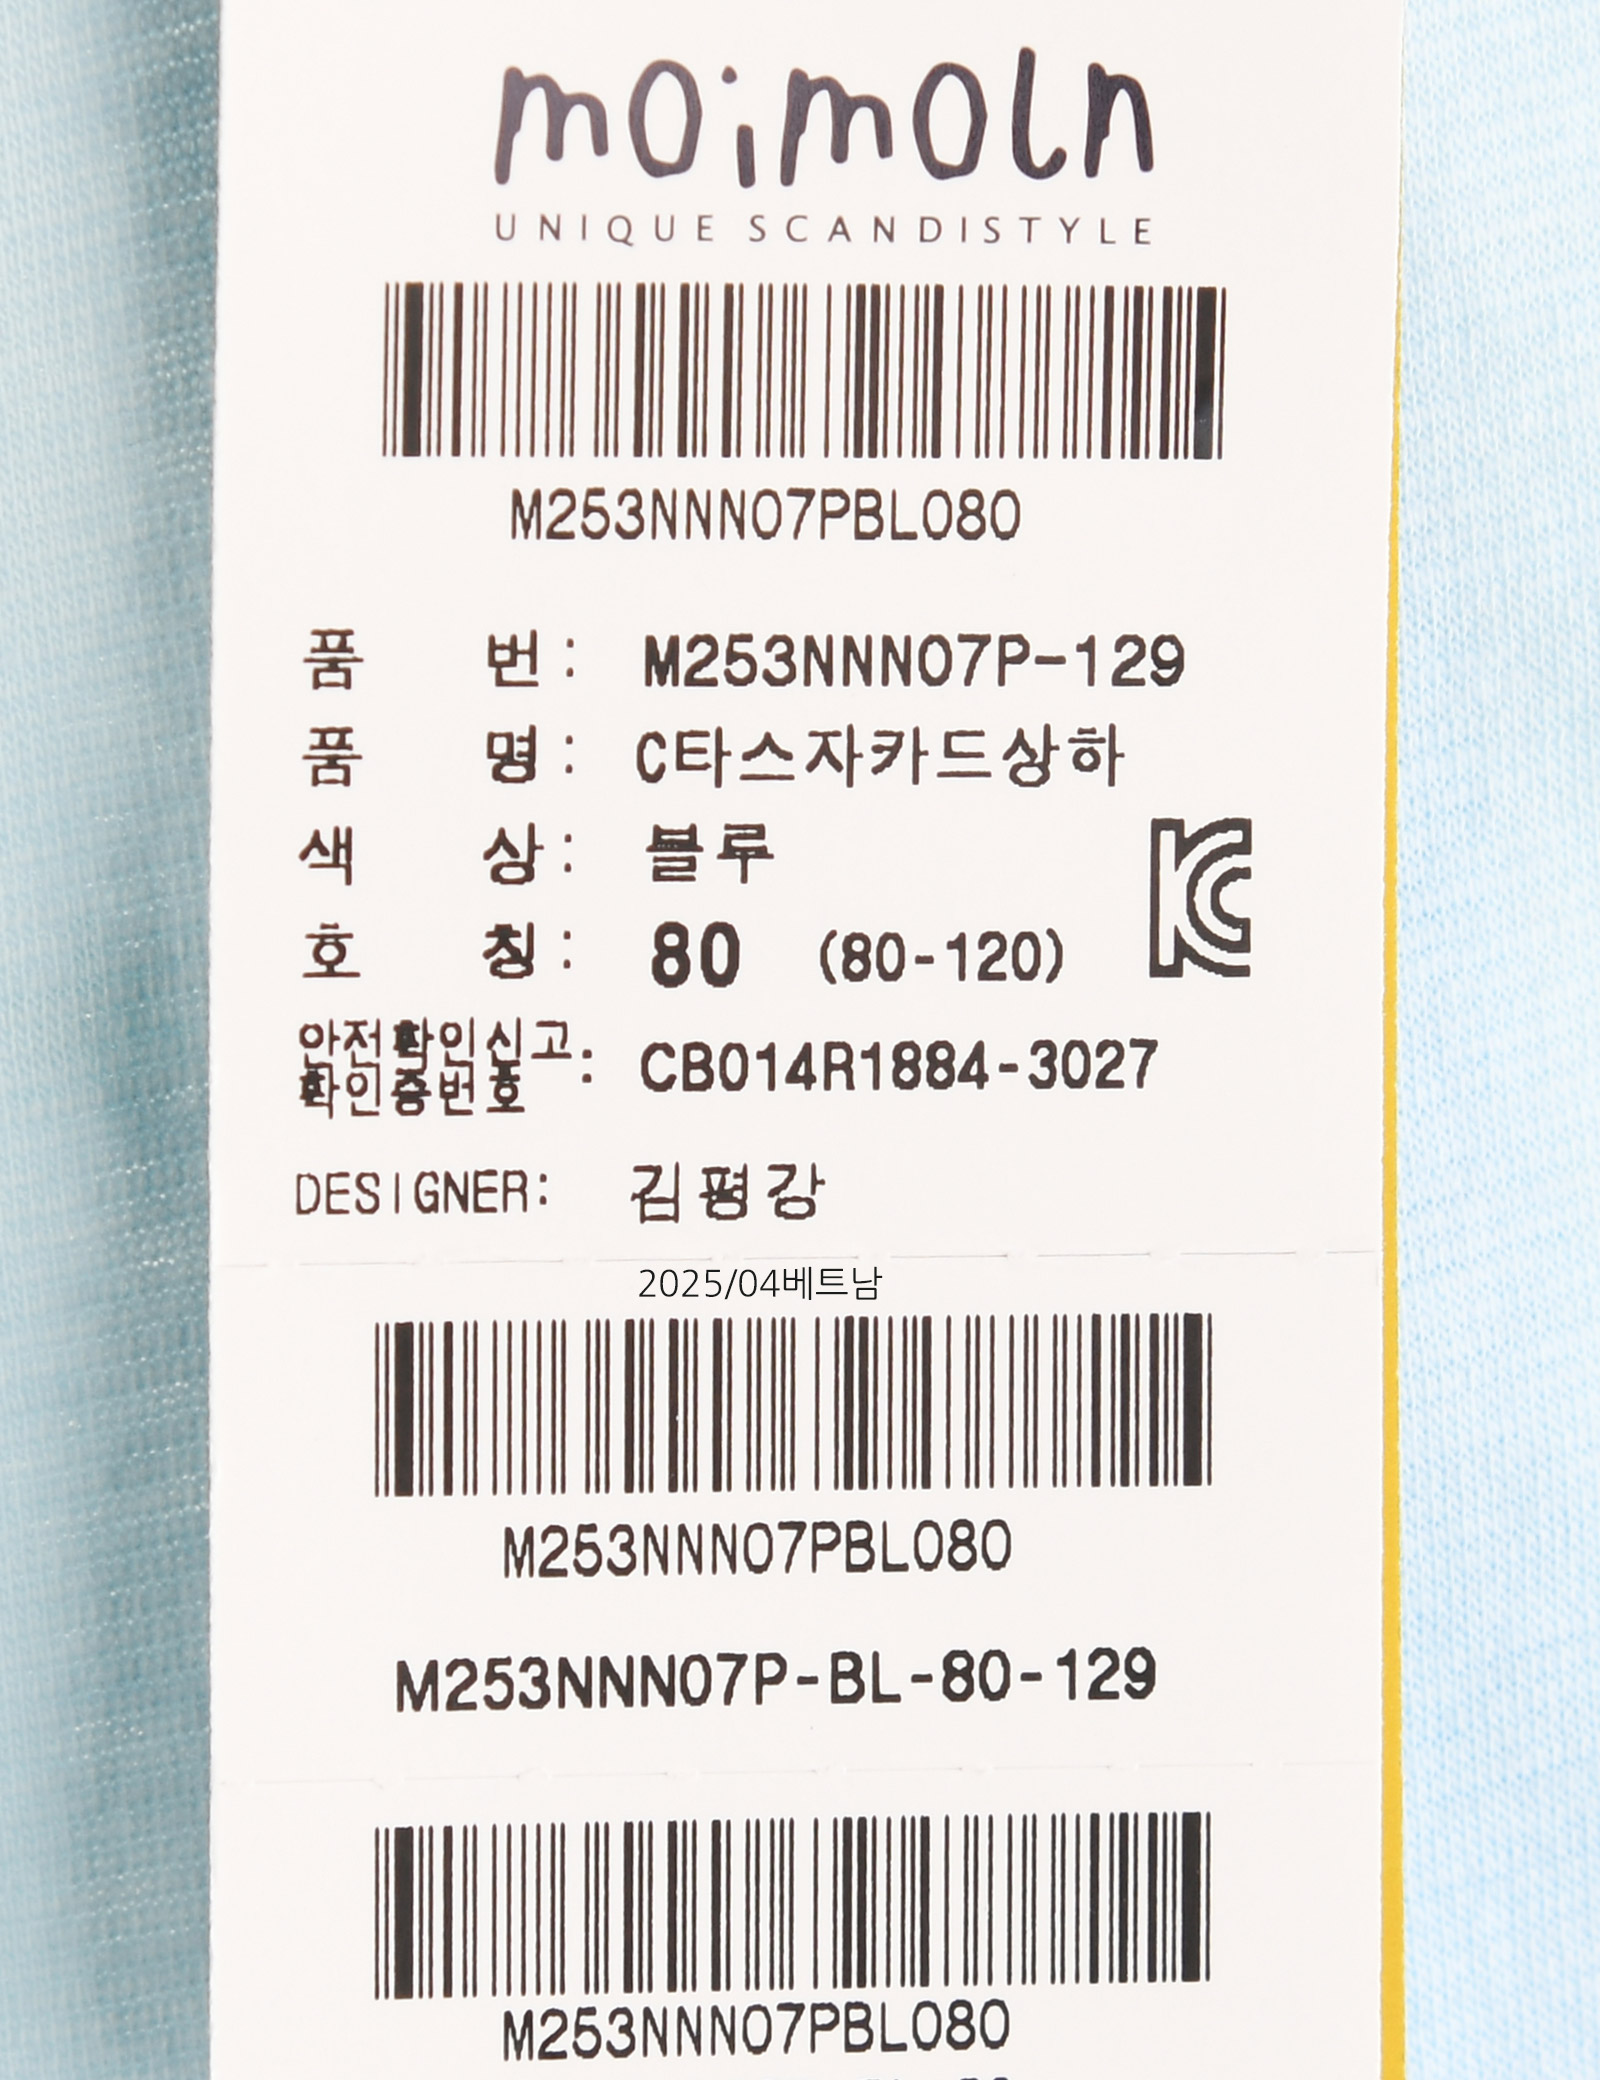 moimoln
UNIQUE SCANDISTYLE
M253NNN07PBL080
품 번: M253NNN07P-129
품 명: C타스자카드상하
색 상: 블루
호 칭: 80 (80-120)
안전확인신고
확인증번호: CB014R1884-3027
DESIGNER: 김평강
2025/04베트남
M253NNN07PBL080
M253NNN07P-BL-80-129
M253NNN07PBL080